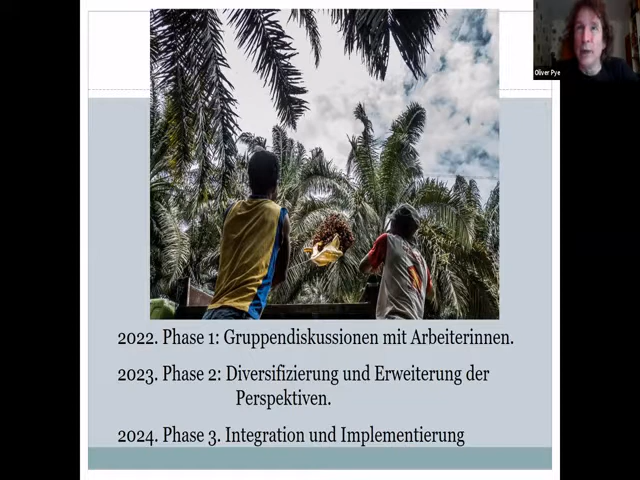 Oliver Pye
2022. Phase 1: Gruppendiskussionen mit Arbeiterinnen.
2023. Phase 2: Diversifizierung und Erweiterung der
Perspektiven.
2024. Phase 3. Integration und Implementierung